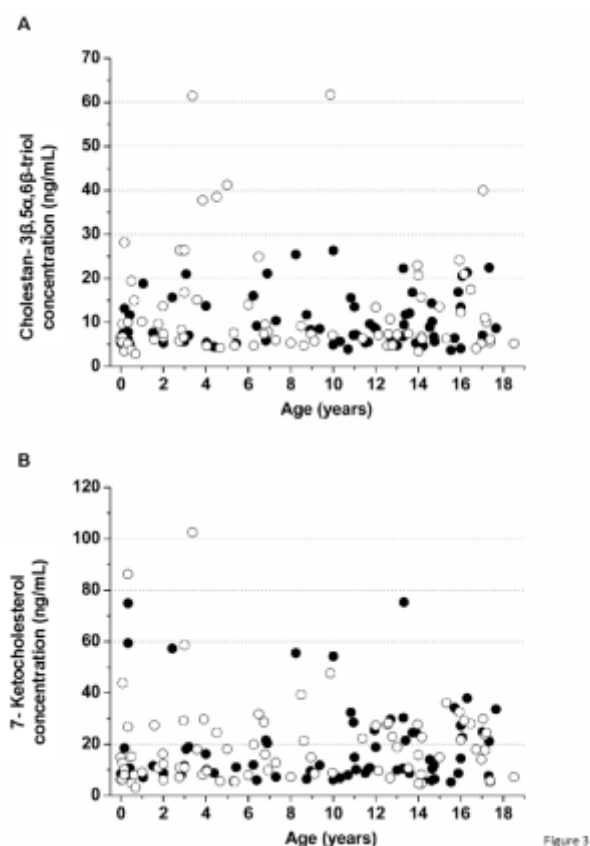 A
Cholestan- 3β,5α,6β-triol
concentration (ng/mL)
70
60
50
40
30
20
10
0
0 2 4 6 8 10 12 14 16 18
Age (years)
B
7- Ketocholesterol
concentration (ng/mL)
120
100
80
60
40
20
0
0 2 4 6 8 10 12 14 16 18
Age (years)
Figure 3